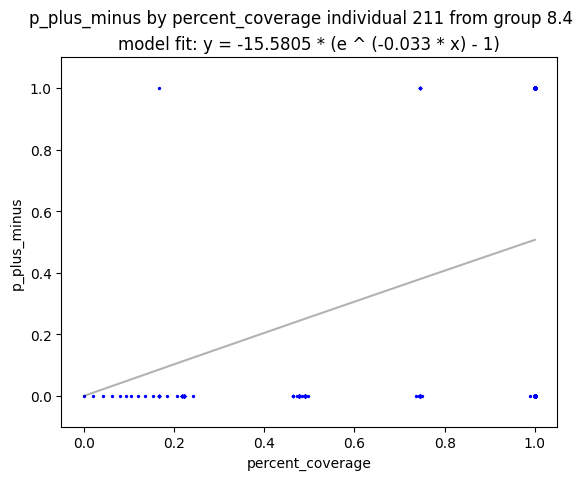 p_plus_minus by percent_coverage individual 211 from group 8.4
model fit: y = -15.5805 * (e ^ (-0.033 * x) - 1)
1.0
0.8
0.6
0.4
0.2
0.0
p_plus_minus
0.0 0.2 0.4 0.6 0.8 1.0
percent_coverage